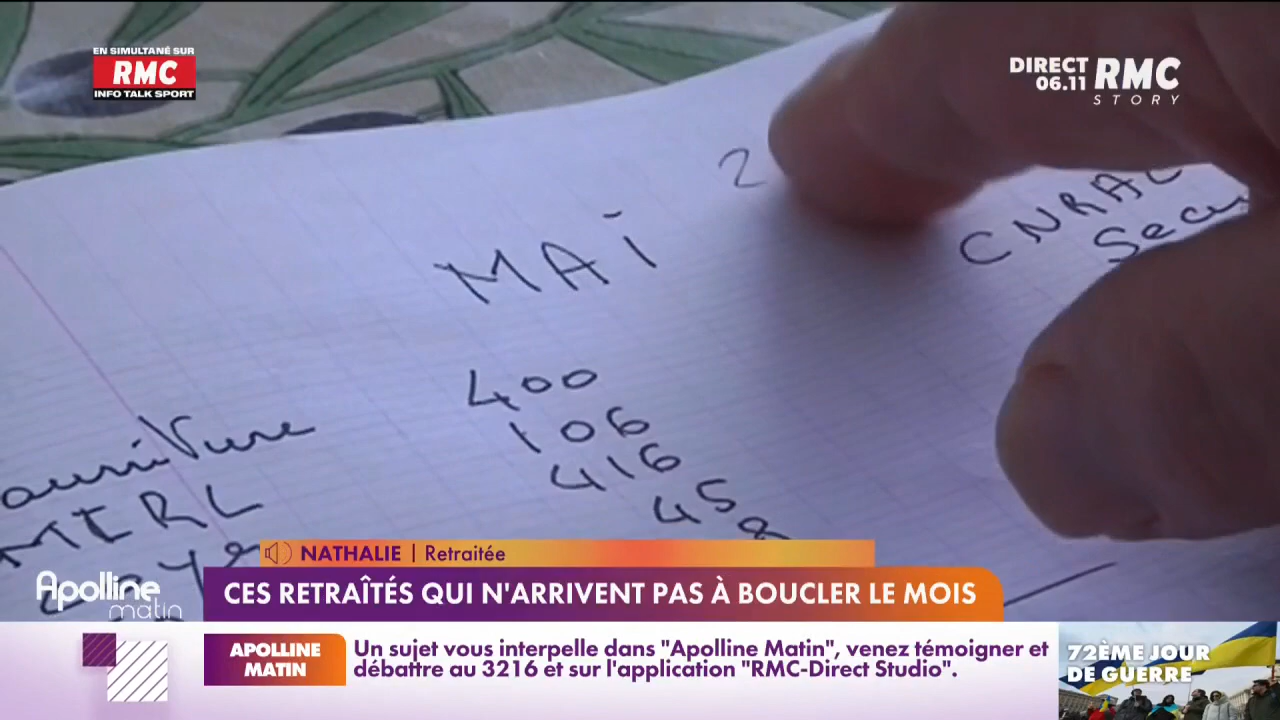 EN SIMULTANÉ SUR
RMC
INFO TALK SPORT
DIRECT
06.11
RMC
STORY
2
CNRAC
MAI
400
106
416
45
MERL
NATHALIE | Retraitée
CES RETRAÎTÉS QUI N'ARRIVENT PAS À BOUCLER LE MOIS
Apolline
matin
APOLLINE
MATIN
Un sujet vous interpelle dans "Apolline Matin", venez témoigner et
débattre au 3216 et sur l'application "RMC-Direct Studio".
72ÈME JOUR
DE GUERRE